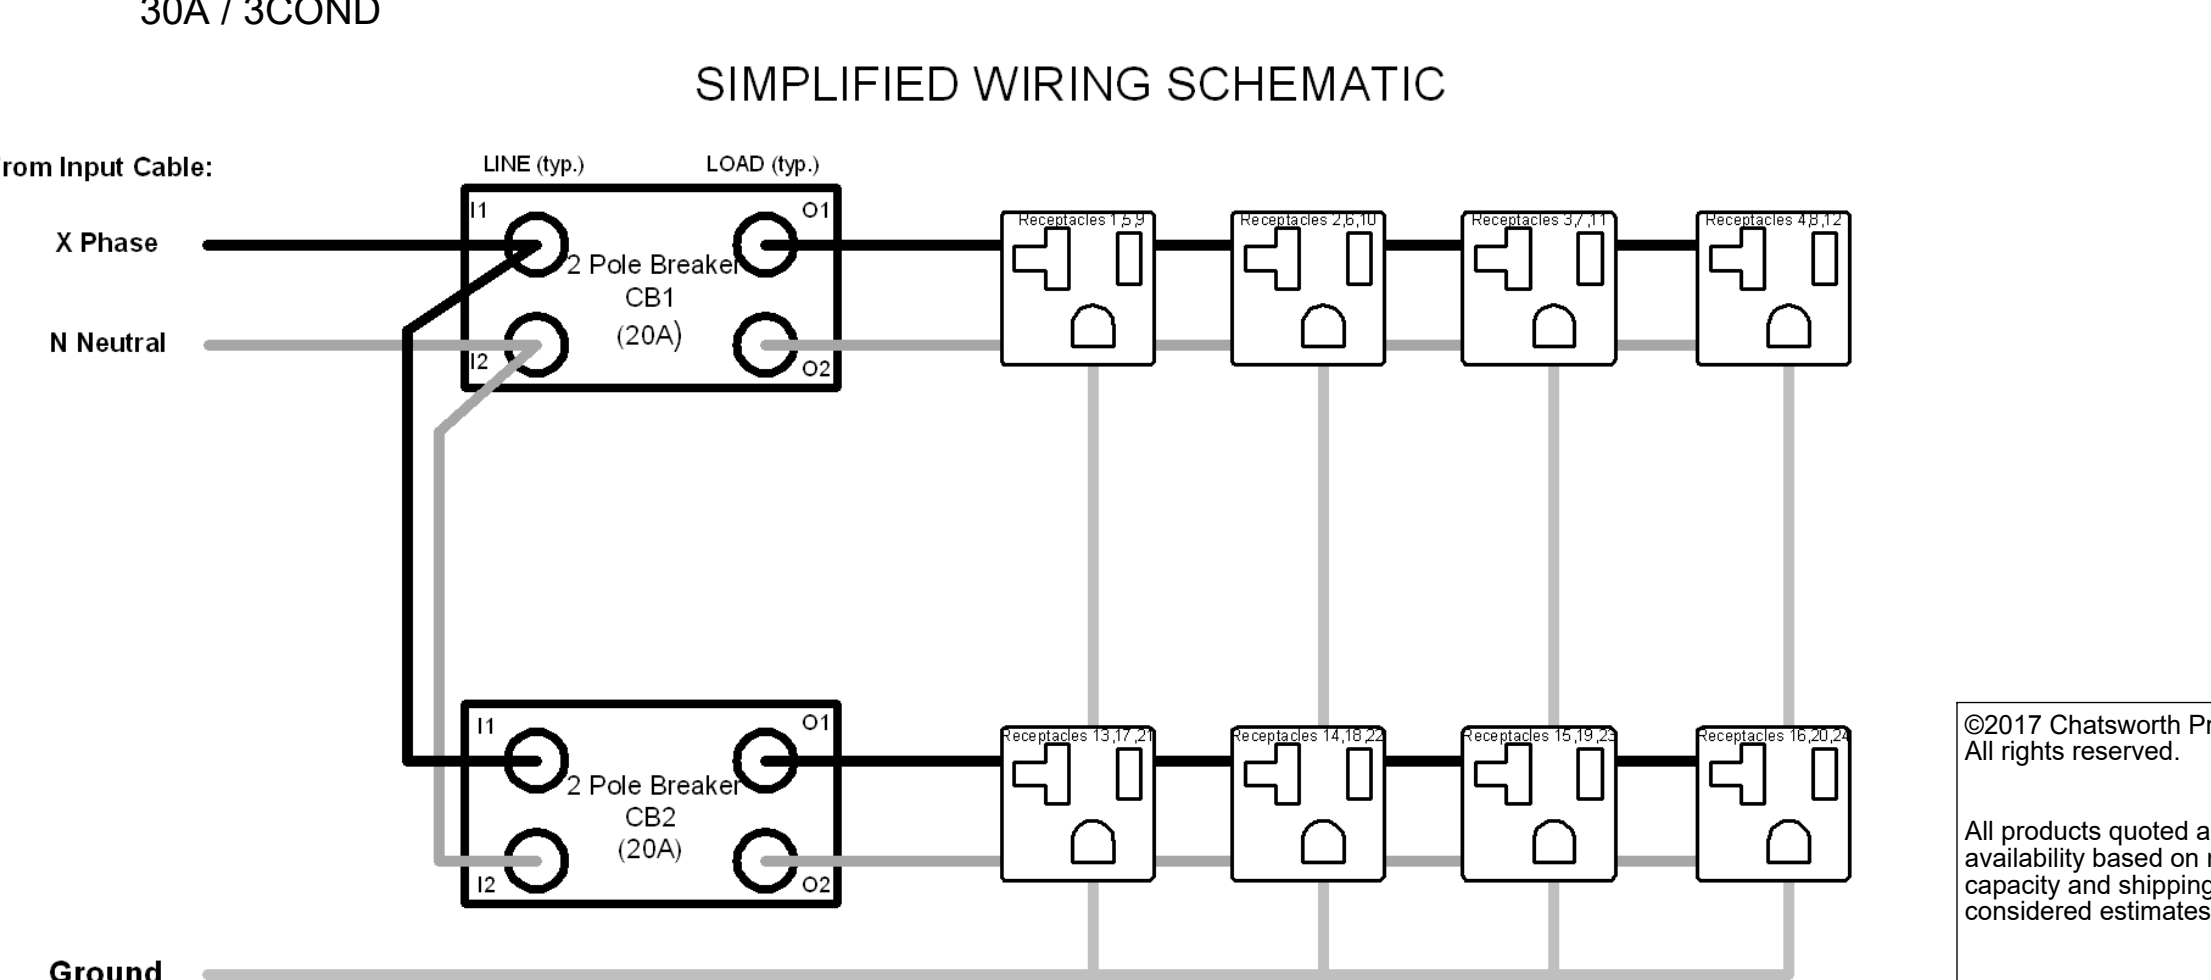 30A / 3COND
SIMPLIFIED WIRING SCHEMATIC
rom Input Cable:
LINE (typ.)
LOAD (typ.)
X Phase
I1
O1
2 Pole Breaker
CB1
(20A)
N Neutral
I2
O2
Receptacles 1,5,9
Receptacles 2,6,10
Receptacles 3,7,11
Receptacles 4,8,12
I1
O1
2 Pole Breaker
CB2
(20A)
I2
O2
Receptacles 13,17,21
Receptacles 14,18,22
Receptacles 15,19,23
Receptacles 16,20,24
Ground
©2017 Chatsworth Pr
All rights reserved.
All products quoted a
availability based on
capacity and shipping
considered estimates